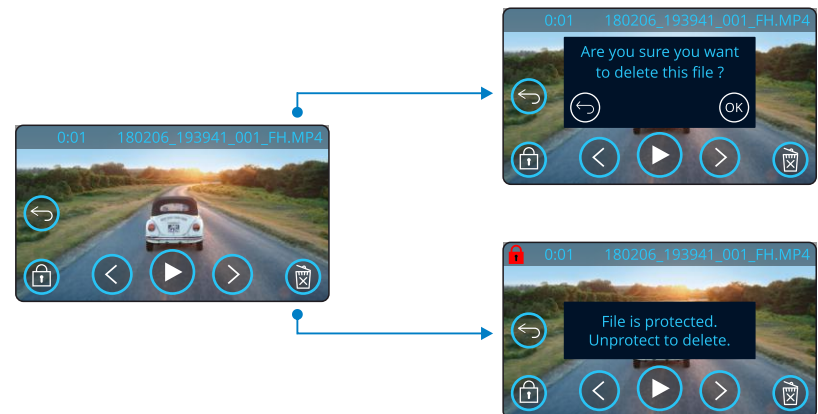 0:01 180206_193941_001_FH.MP4
Are you sure you want
to delete this file ?
OK
0:01 180206_193941_001_FH.MP4
0:01 180206_193941_001_FH.MP4
File is protected.
Unprotect to delete.